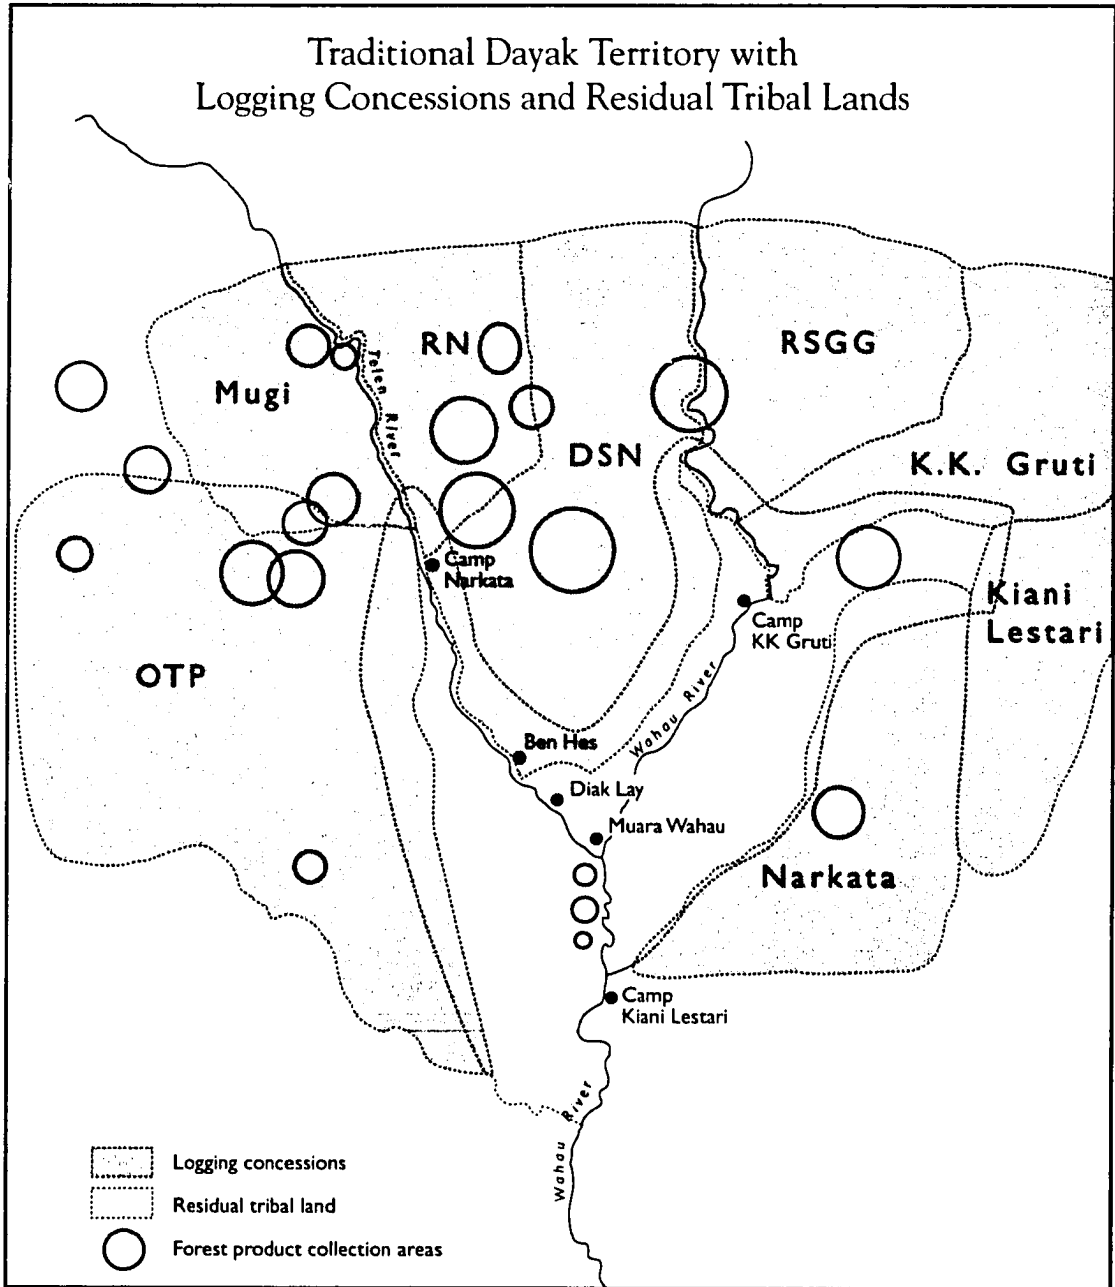 Traditional Dayak Territory with
Logging Concessions and Residual Tribal Lands
RN
RSGG
Mugi
Telen River
DSN
K.K. Gruti
Camp
Narkata
Kiani
Lestari
Camp
KK Gruti
OTP
Wahau River
Ben Hes
Diak Lay
Muara Wahau
Narkata
Camp
Kiani Lestari
Wahau River
Logging concessions
Residual tribal land
Forest product collection areas